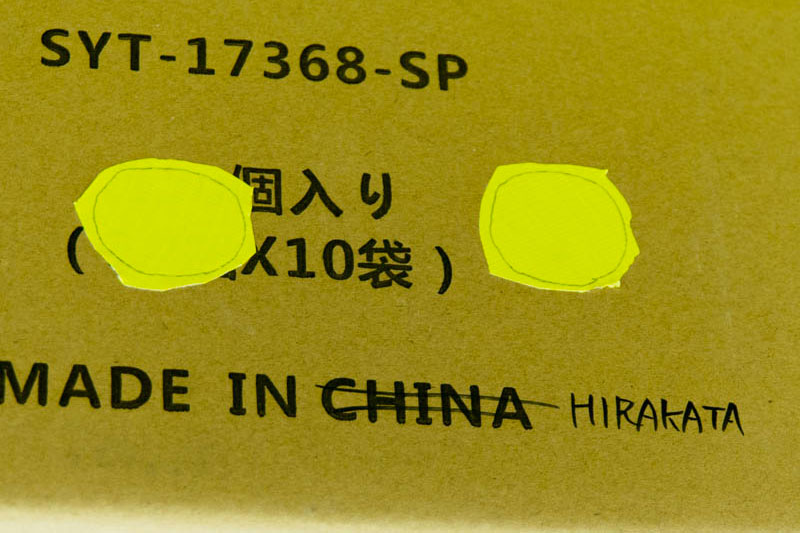 SYT-17368-SP
個入り
( X10袋 )
MADE IN CHINA HIRAKATA